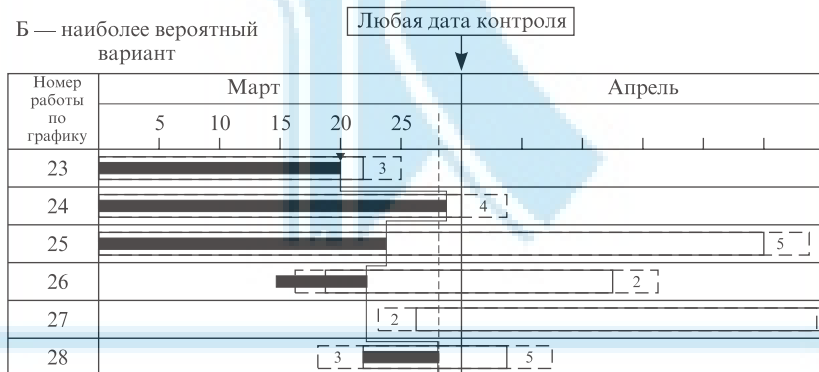 Любая дата контроля
Б — наиболее вероятный
вариант
Номер
работы
по
графику
Март
Апрель
5 10 15 20 25
23 3
24 4
25 5
26 2
27 2
28 3 5